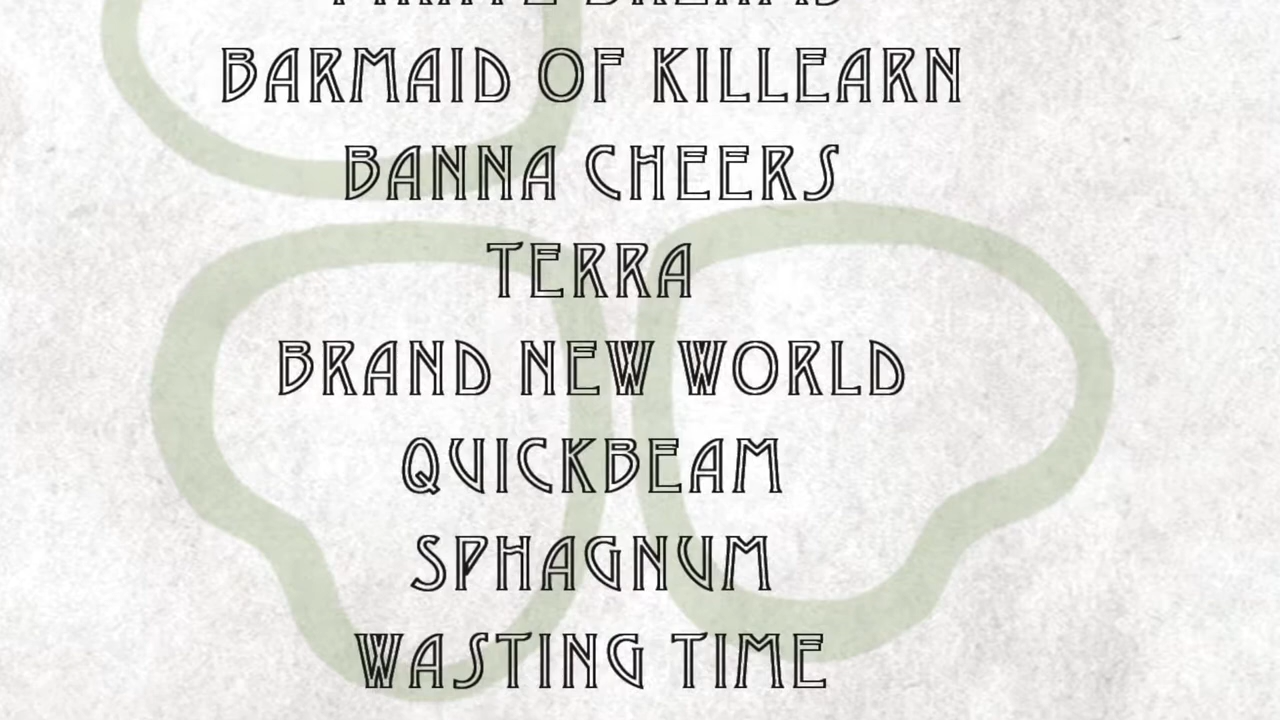 BARMAID OF KILLEARN
BANNA CHEERS
TERRA
BRAND NEW WORLD
QUICKBEAM
SPHAGNUM
WASTING TIME